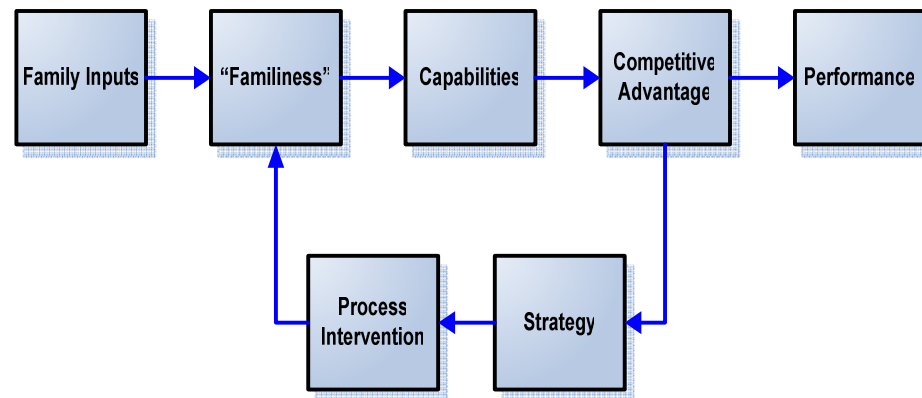 Family Inputs
“Familiness”
Capabilities
Competitive
Advantage
Performance
Process
Intervention
Strategy